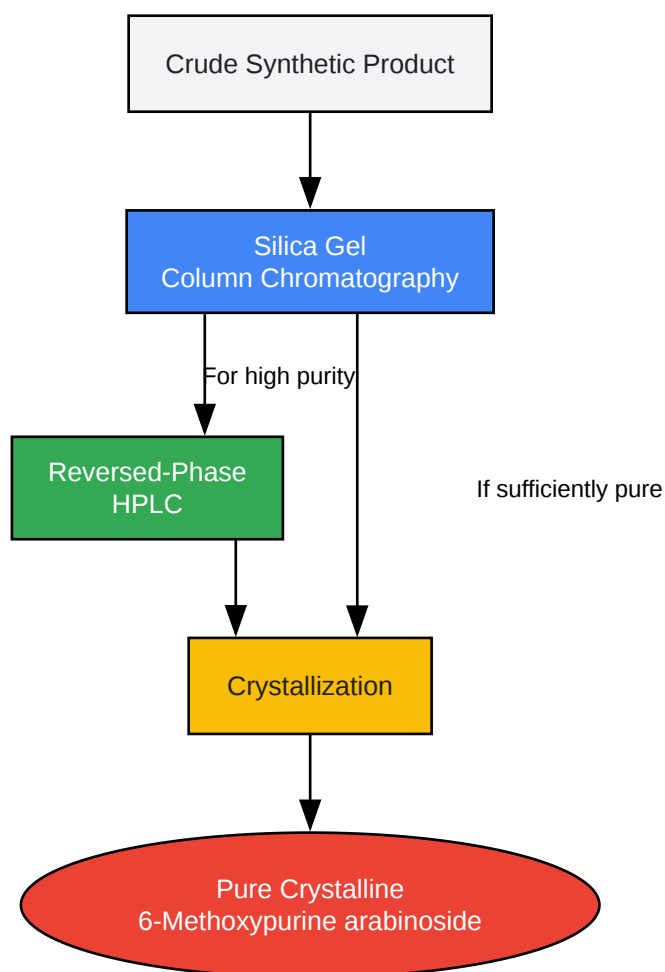 Crude Synthetic Product
Silica Gel
Column Chromatography
For high purity
Reversed-Phase
HPLC
If sufficiently pure
Crystallization
Pure Crystalline
6-Methoxypurine arabinoside